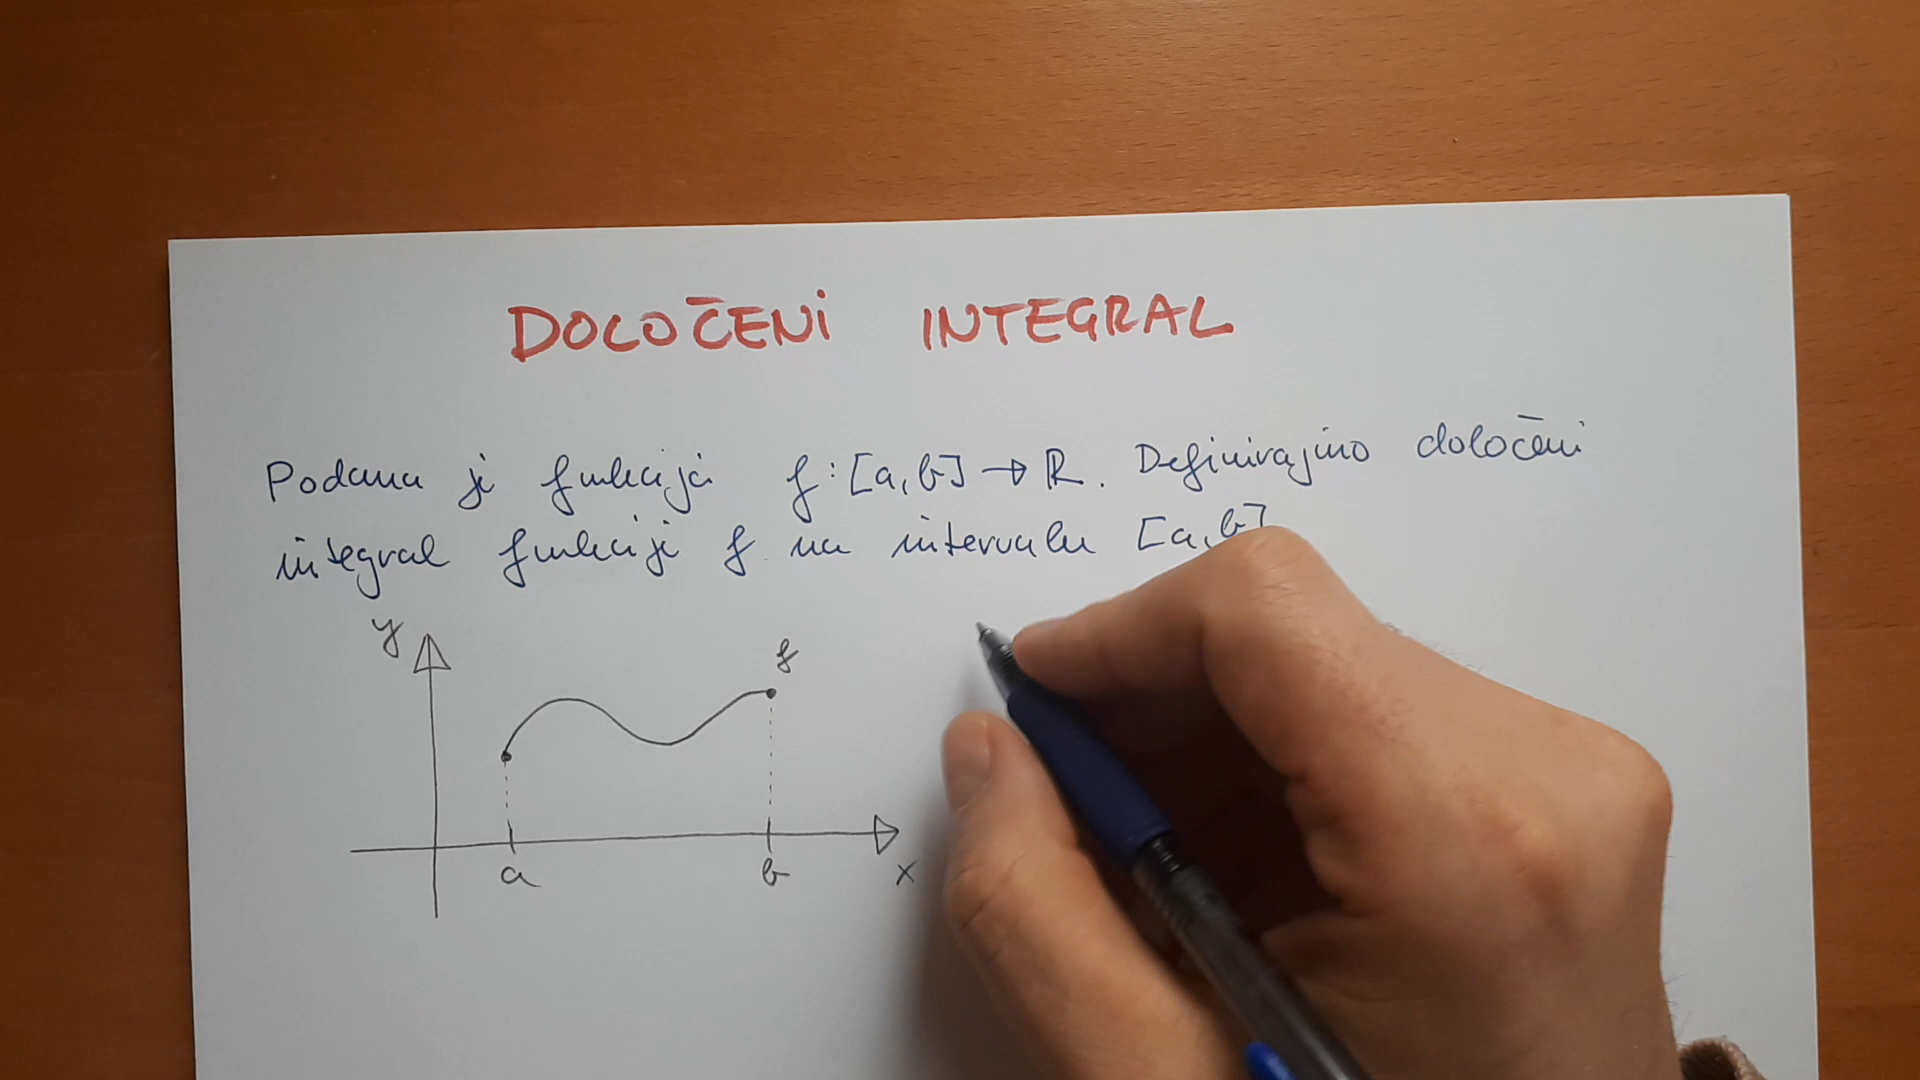 DOLOČENI INTEGRAL
Podana je funkcija f: [a,b] → ℝ. Definirajmo določeni
integral funkcije f na intervalu [a,b]
y
f
a b x